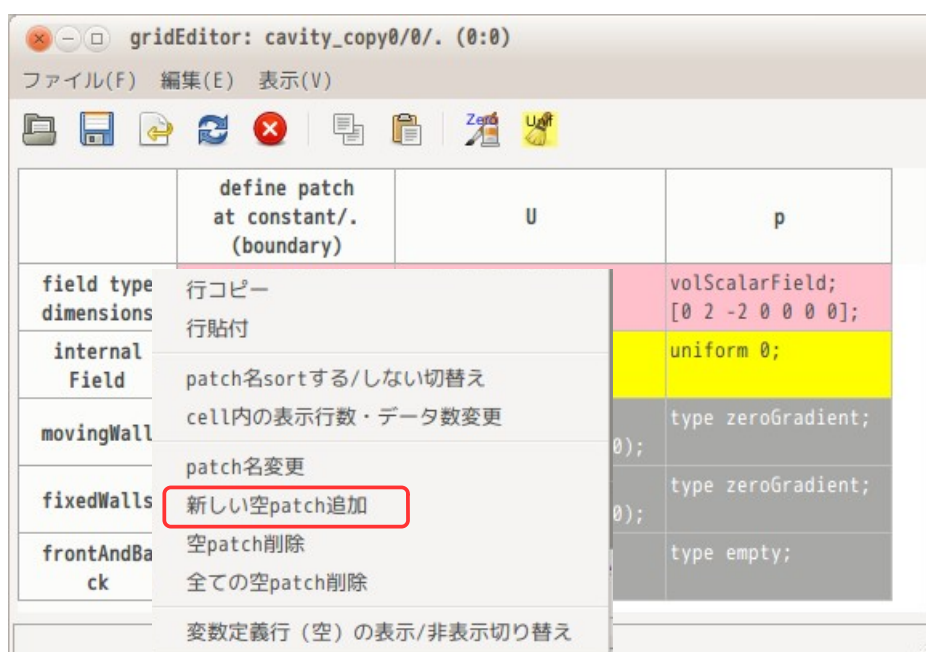 gridEditor: cavity_copy0/0/. (0:0)
ファイル(F) 編集(E) 表示(V)
Zero
Unif
define patch
at constant/.
(boundary)
U
p
field type
dimensions
volScalarField;
[0 2 -2 0 0 0 0];
internal
Field
uniform 0;
movingWall
0);
type zeroGradient;
fixedWalls
0);
type zeroGradient;
frontAndBa
ck
type empty;
行コピー
行貼付
patch名sortする/しない切替え
cell内の表示行数・データ数変更
patch名変更
新しい空patch追加
空patch削除
全ての空patch削除
変数定義行（空）の表示/非表示切り替え